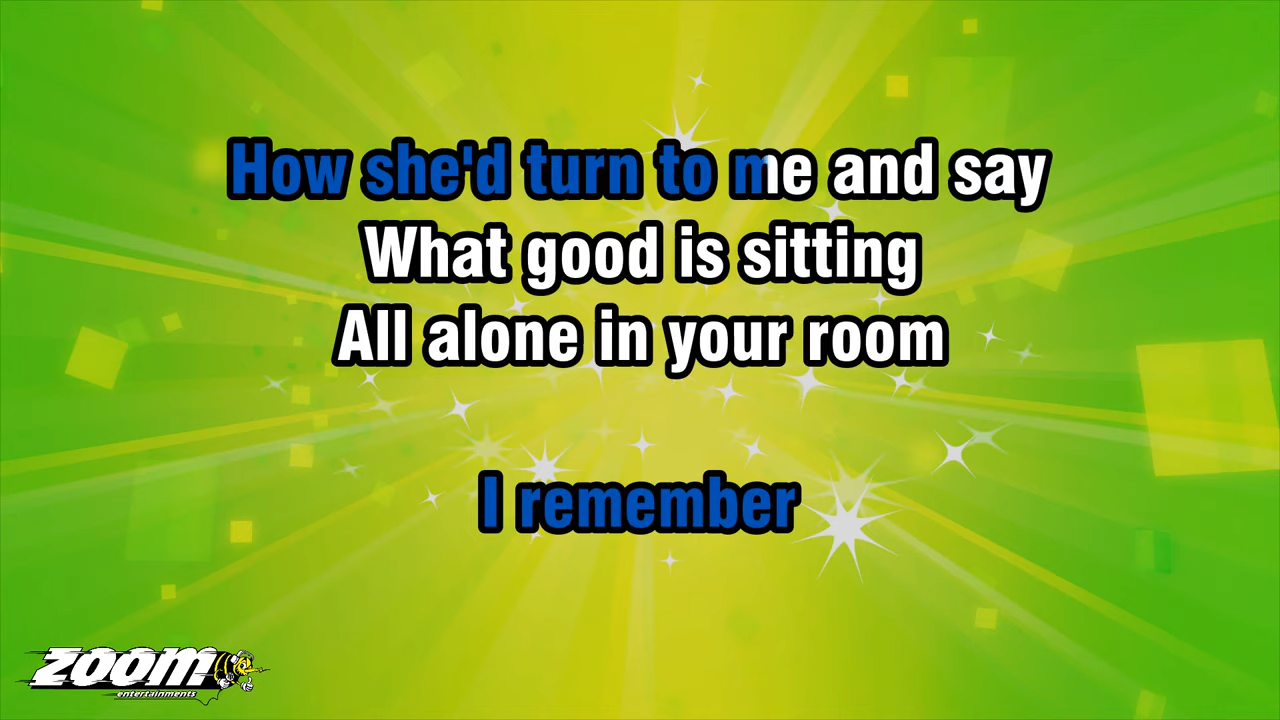 How she'd turn to me and say
What good is sitting
All alone in your room
I remember
zoom
entertainments